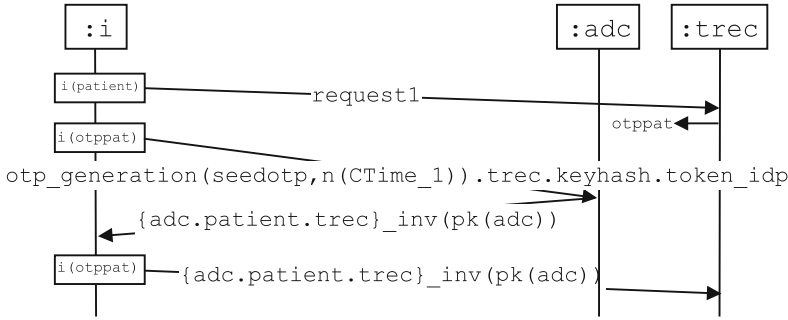 :i
:adc
:trec
i(patient)
request1
otppat
i(otppat)
otp_generation(seedotp,n(CTime_1)).trec.keyhash.token_idp
{adc.patient.trec}_inv(pk(adc))
i(otppat)
{adc.patient.trec}_inv(pk(adc))